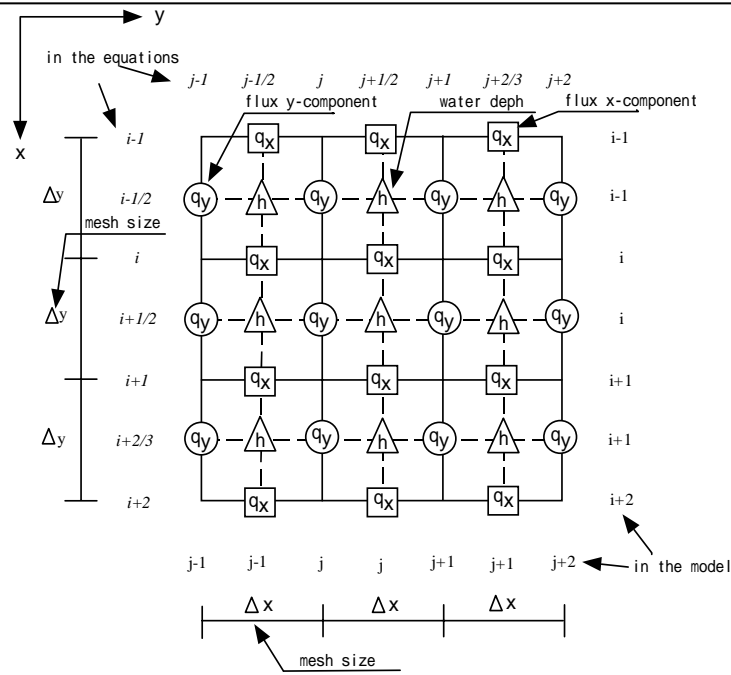 y
in the equations
j-1 j-1/2 j j+1/2 j+1 j+2/3 j+2
flux y-component water deph flux x-component
x
i-1 qx qx qx i-1
Δy i-1/2 qy h qy h qy h qy i-1
mesh size
i qx qx qx i
Δy i+1/2 qy h qy h qy h qy i
i+1 qx qx qx i+1
Δy i+2/3 qy h qy h qy h qy i+1
i+2 qx qx qx i+2
j-1 j-1 j j j+1 j+1 j+2
in the model
Δx Δx Δx
mesh size